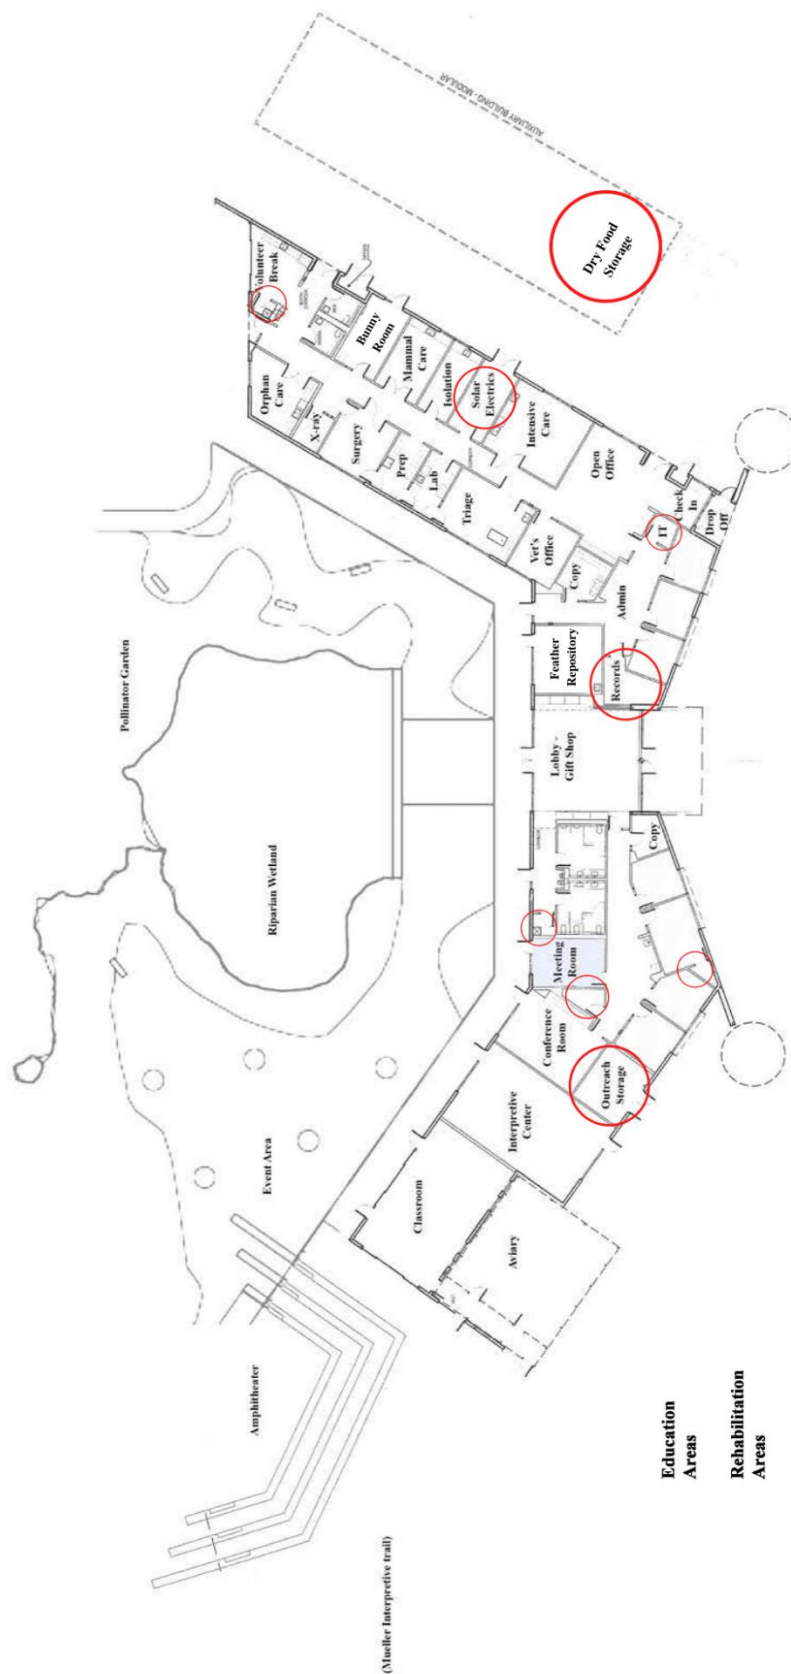 AUXILIARY BUILDING - MODULAR
Dry Food
Storage
Volunteer
Break
Bunny
Room
Mammal
Care
Isolation
Solar
Electrics
Intensive
Care
Open
Office
Check
In
Drop
Off
IT
Orphan
Care
X-ray
Surgery
Prep
Lab
Triage
Vet's
Office
Copy
Admin
Feather
Repository
Records
Lobby -
Gift Shop
Copy
Meeting
Room
Conference
Room
Outreach
Storage
Interpretive
Center
Classroom
Aviary
Pollinator Garden
Riparian Wetland
Event Area
Amphitheater
(Mueller Interpretive trail)
Education
Areas
Rehabilitation
Areas